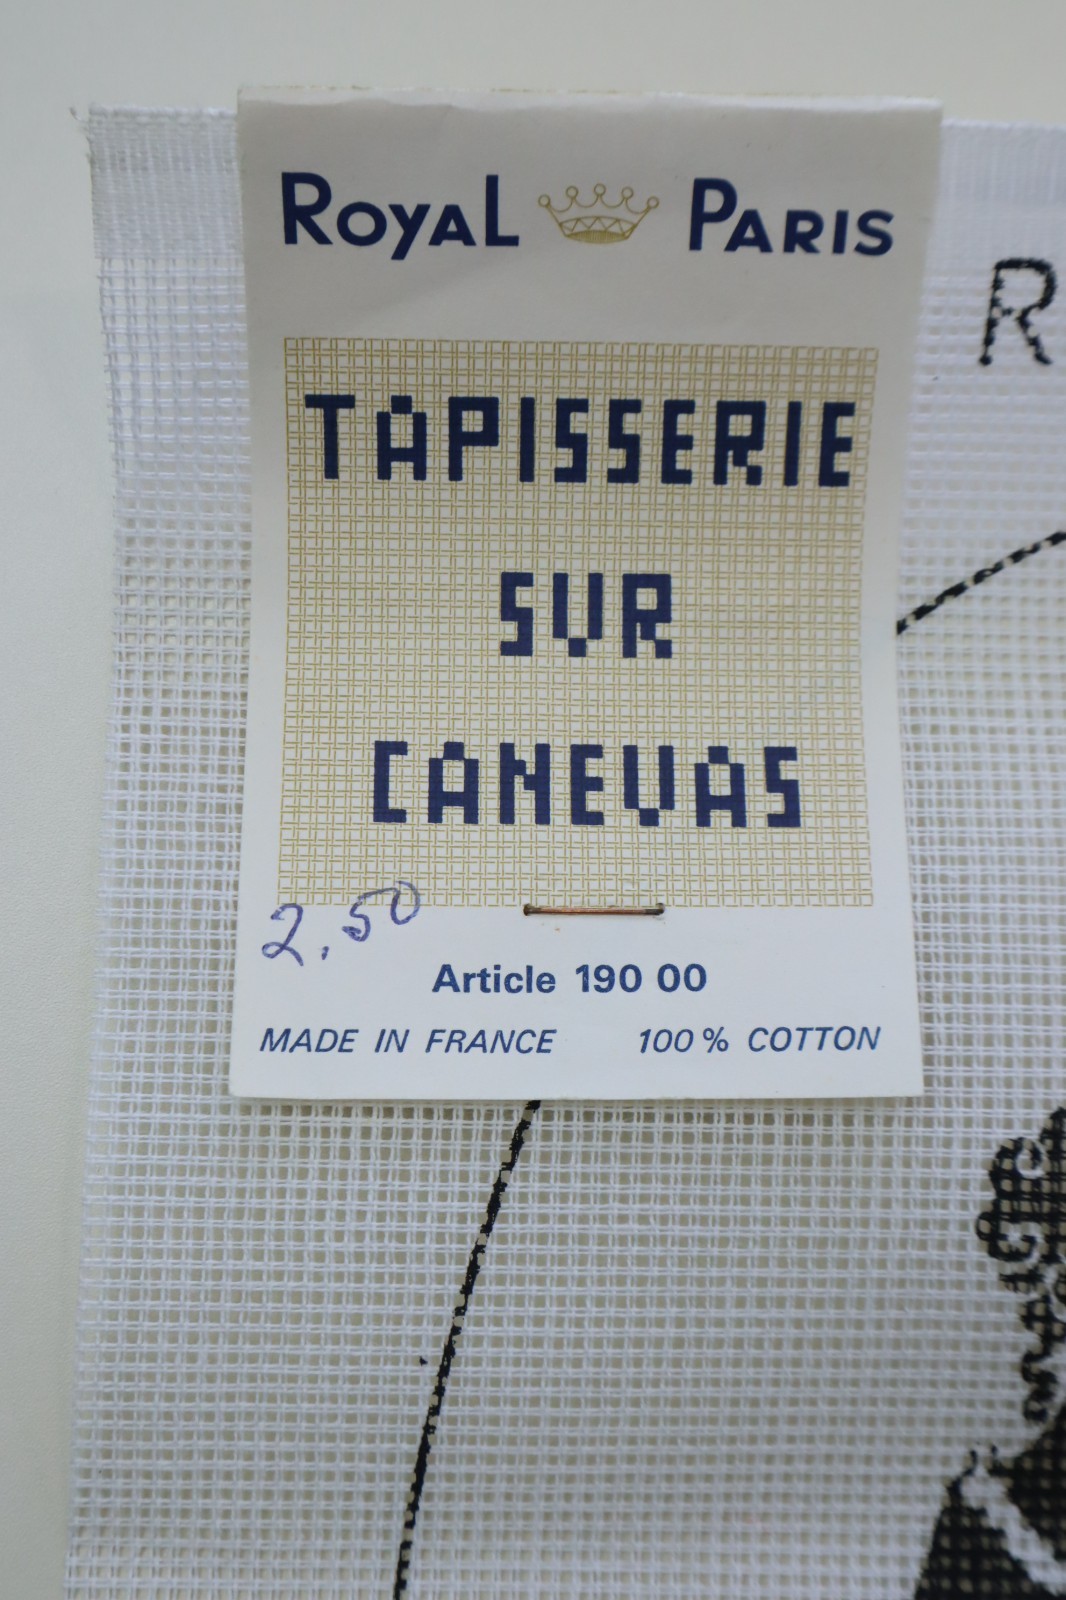 ROYAL PARIS
R
TAPISSERIE
SUR
CANEVAS
2.50
Article 190 00
MADE IN FRANCE 100% COTTON